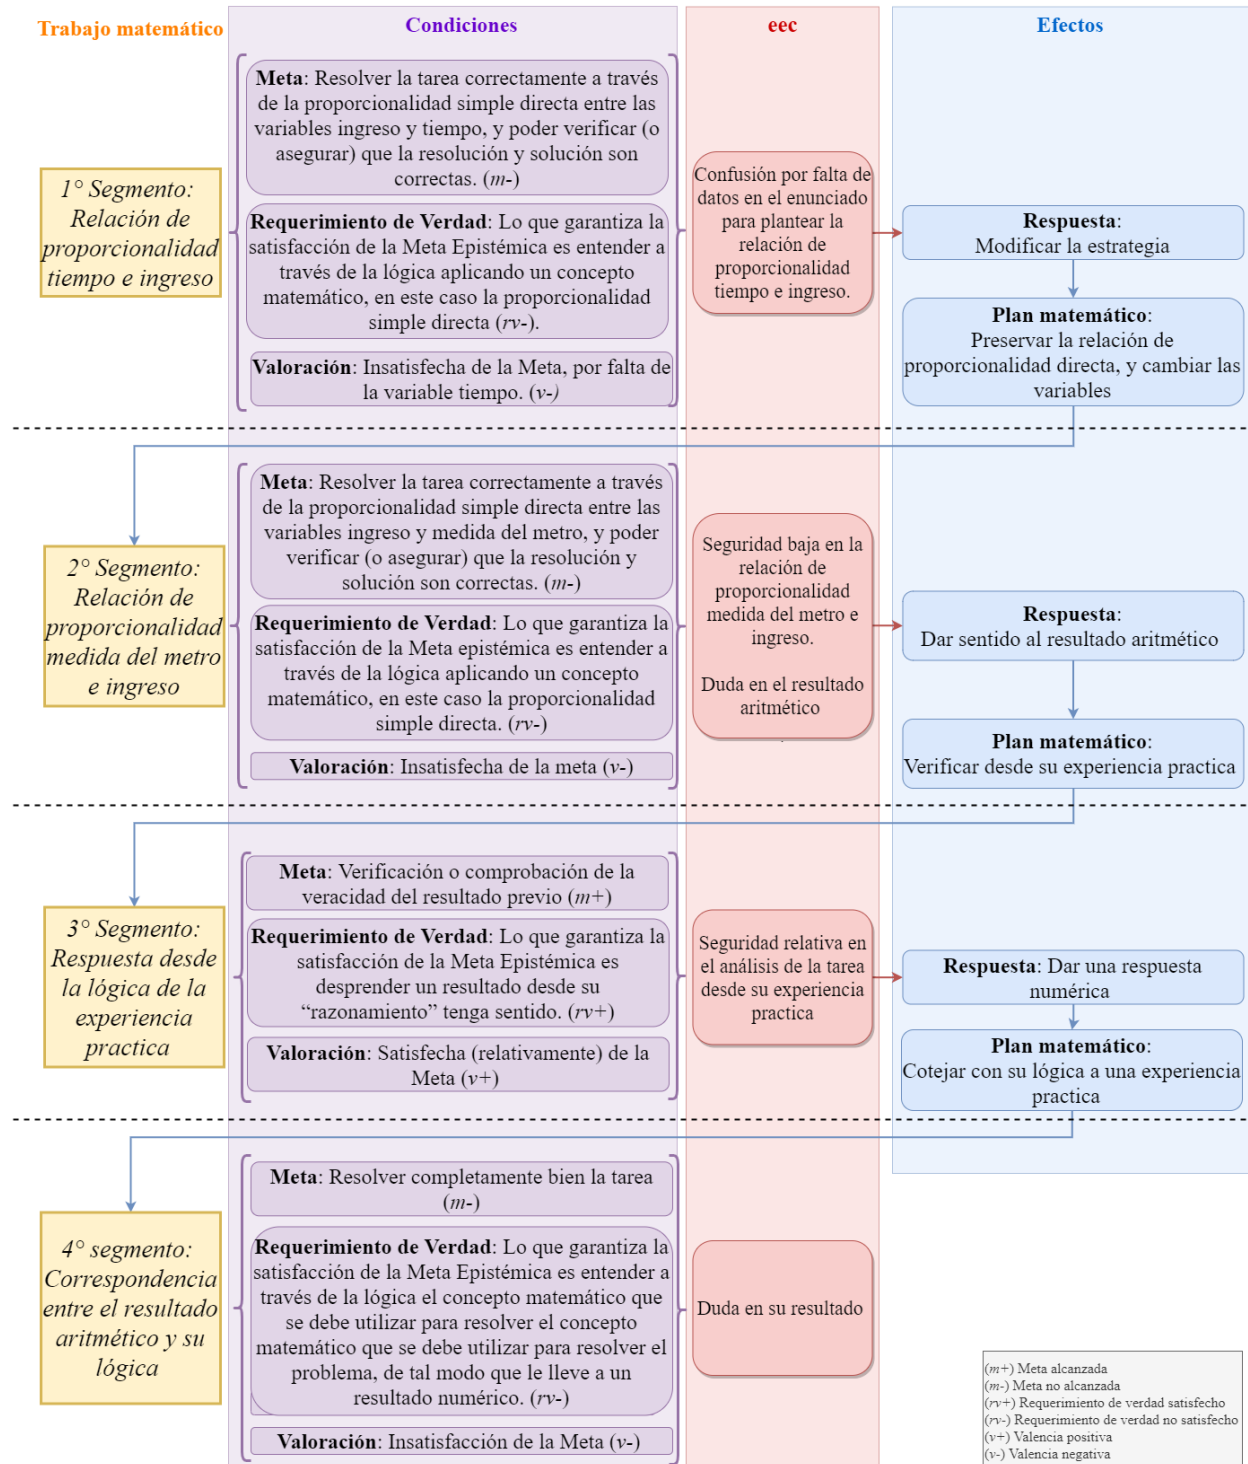 Trabajo matemático
Condiciones
eec
Efectos
1° Segmento:
Relación de
proporcionalidad
tiempo e ingreso
Meta: Resolver la tarea correctamente a través
de la proporcionalidad simple directa entre las
variables ingreso y tiempo, y poder verificar (o
asegurar) que la resolución y solución son
correctas. (m-)
Requerimiento de Verdad: Lo que garantiza la
satisfacción de la Meta Epistémica es entender a
través de la lógica aplicando un concepto
matemático, en este caso la proporcionalidad
simple directa (rv-).
Valoración: Insatisfecha de la Meta, por falta de
la variable tiempo. (v-)
Confusión por falta de
datos en el enunciado
para plantear la
relación de
proporcionalidad
tiempo e ingreso.
Respuesta:
Modificar la estrategia
Plan matemático:
Preservar la relación de
proporcionalidad directa, y cambiar las
variables
2° Segmento:
Relación de
proporcionalidad
medida del metro
e ingreso
Meta: Resolver la tarea correctamente a través
de la proporcionalidad simple directa entre las
variables ingreso y medida del metro, y poder
verificar (o asegurar) que la resolución y
solución son correctas. (m-)
Requerimiento de Verdad: Lo que garantiza la
satisfacción de la Meta epistémica es entender a
través de la lógica aplicando un concepto
matemático, en este caso la proporcionalidad
simple directa. (rv-)
Valoración: Insatisfecha de la meta (v-)
Seguridad baja en la
relación de
proporcionalidad
medida del metro e
ingreso.
Duda en el resultado
aritmético
Respuesta:
Dar sentido al resultado aritmético
Plan matemático:
Verificar desde su experiencia practica
3° Segmento:
Respuesta desde
la lógica de la
experiencia
practica
Meta: Verificación o comprobación de la
veracidad del resultado previo (m+)
Requerimiento de Verdad: Lo que garantiza la
satisfacción de la Meta Epistémica es
desprender un resultado desde su
“razonamiento” tenga sentido. (rv+)
Valoración: Satisfecha (relativamente) de la
Meta (v+)
Seguridad relativa en
el análisis de la tarea
desde su experiencia
practica
Respuesta: Dar una respuesta
numérica
Plan matemático:
Cotejar con su lógica a una experiencia
practica
4° segmento:
Correspondencia
entre el resultado
aritmético y su
lógica
Meta: Resolver completamente bien la tarea
(m-)
Requerimiento de Verdad: Lo que garantiza la
satisfacción de la Meta Epistémica es entender a
través de la lógica el concepto matemático que
se debe utilizar para resolver el concepto
matemático que se debe utilizar para resolver el
problema, de tal modo que le lleve a un
resultado numérico. (rv-)
Valoración: Insatisfacción de la Meta (v-)
Duda en su resultado
(m+) Meta alcanzada
(m-) Meta no alcanzada
(rv+) Requerimiento de verdad satisfecho
(rv-) Requerimiento de verdad no satisfecho
(v+) Valencia positiva
(v-) Valencia negativa